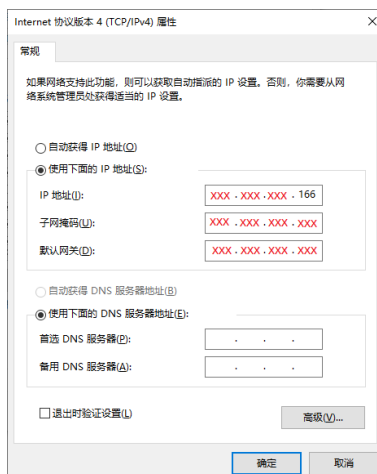 Internet 协议版本 4 (TCP/IPv4) 属性
常规
如果网络支持此功能，则可以获取自动指派的 IP 设置。否则，你需要从网
络系统管理员处获得适当的 IP 设置。
自动获得 IP 地址(O)
使用下面的 IP 地址(S):
IP 地址(I): XXX . XXX . XXX . 166
子网掩码(U): XXX . XXX . XXX . XXX
默认网关(D): XXX . XXX . XXX . XXX
自动获得 DNS 服务器地址(B)
使用下面的 DNS 服务器地址(E):
首选 DNS 服务器(P): . . .
备用 DNS 服务器(A): . . .
退出时验证设置(L)
高级(V)...
确定 取消